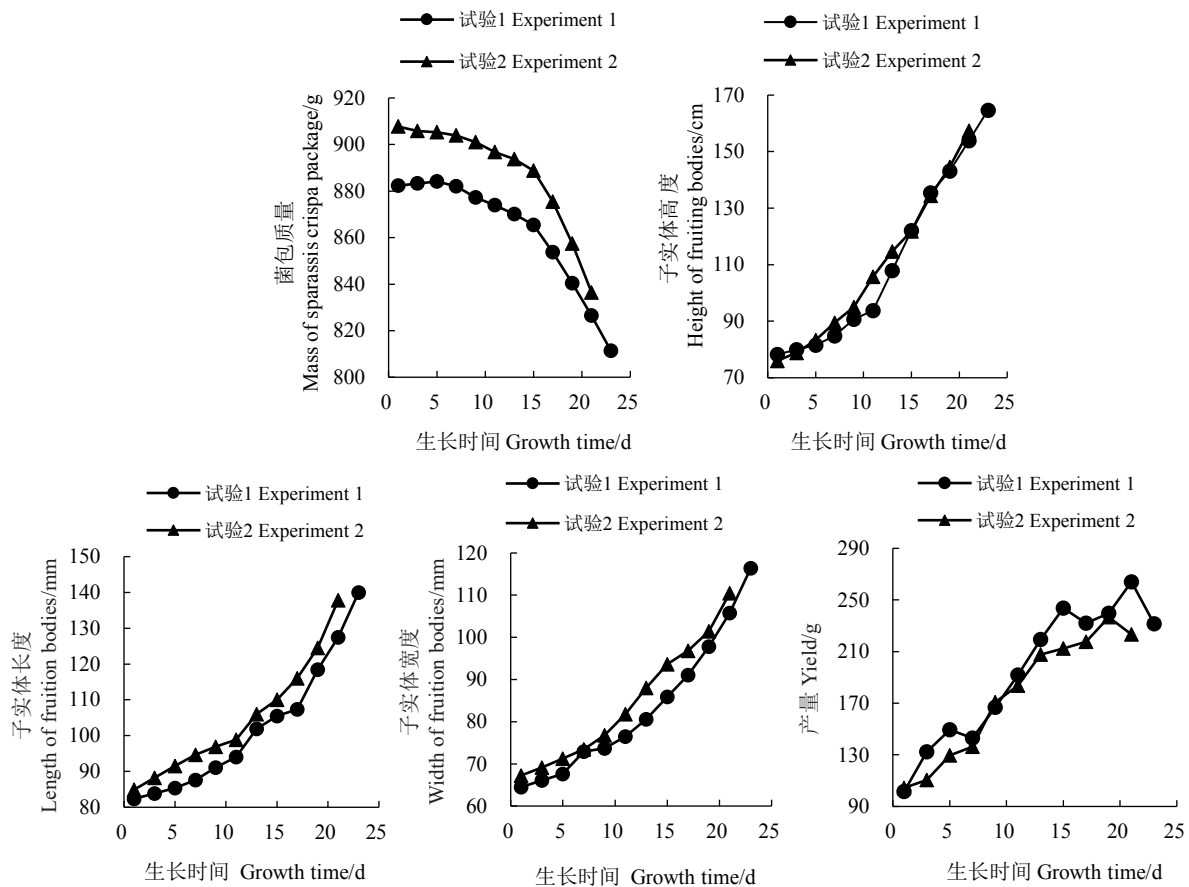 试验1 Experiment 1
试验2 Experiment 2
920
900
880
860
840
820
800
0 5 10 15 20 25
菌包质量
Mass of sparassis crispa package/g
生长时间 Growth time/d
试验1 Experiment 1
试验2 Experiment 2
170
150
130
110
90
70
0 5 10 15 20 25
子实体高度
Height of fruiting bodies/cm
生长时间 Growth time/d
试验1 Experiment 1
试验2 Experiment 2
150
140
130
120
110
100
90
80
0 5 10 15 20 25
子实体长度
Length of fruition bodies/mm
生长时间 Growth time/d
试验1 Experiment 1
试验2 Experiment 2
120
110
100
90
80
70
60
0 5 10 15 20 25
子实体宽度
Width of fruition bodies/mm
生长时间 Growth time/d
试验1 Experiment 1
试验2 Experiment 2
290
250
210
170
130
90
0 5 10 15 20 25
产量 Yield/g
生长时间 Growth time/d